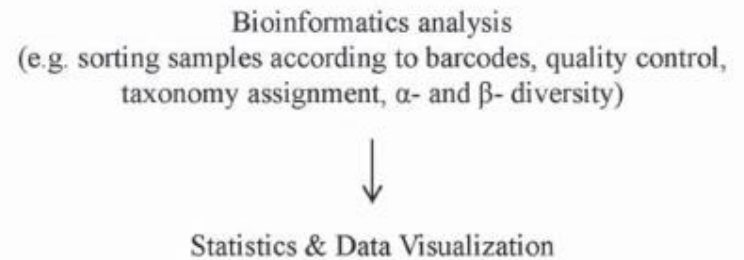 Bioinformatics analysis
(e.g. sorting samples according to barcodes, quality control,
taxonomy assignment, α- and β- diversity)
Statistics & Data Visualization